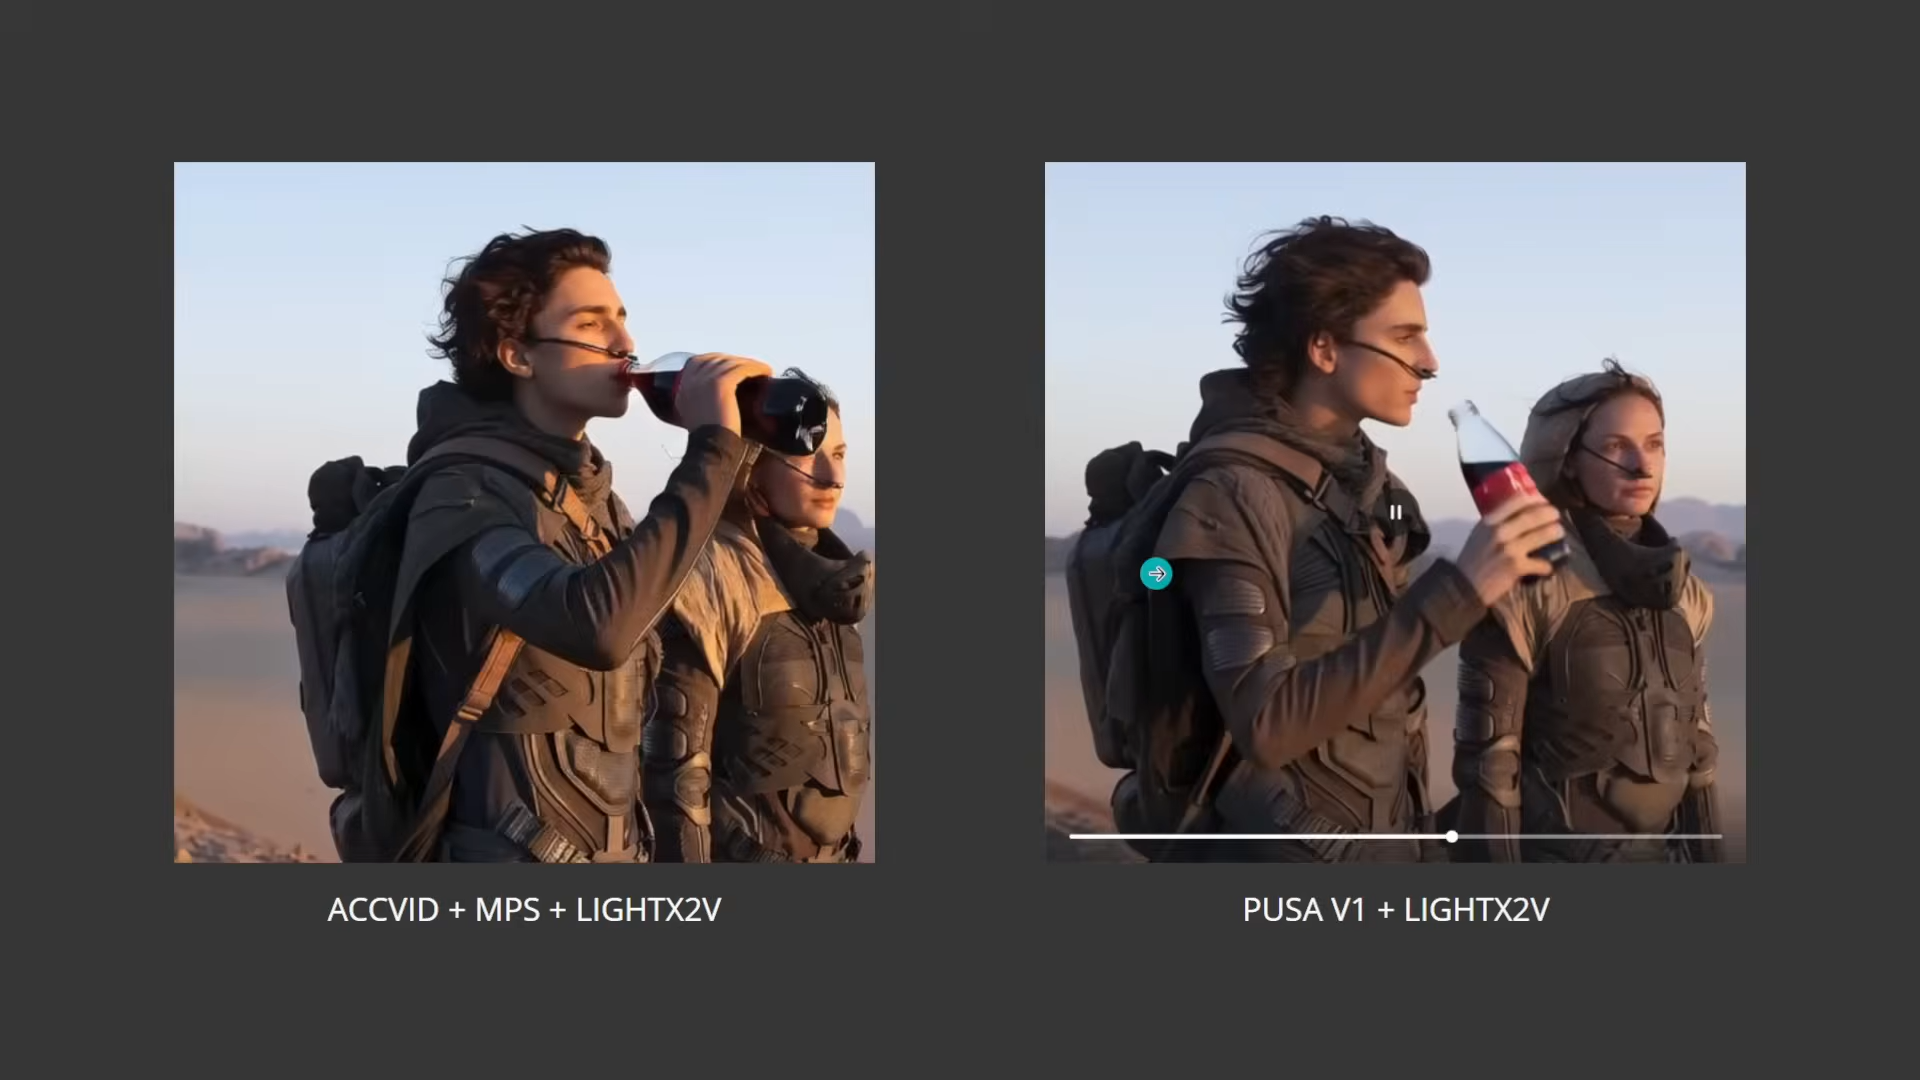 ACCVID + MPS + LIGHTX2V
PUSA V1 + LIGHTX2V